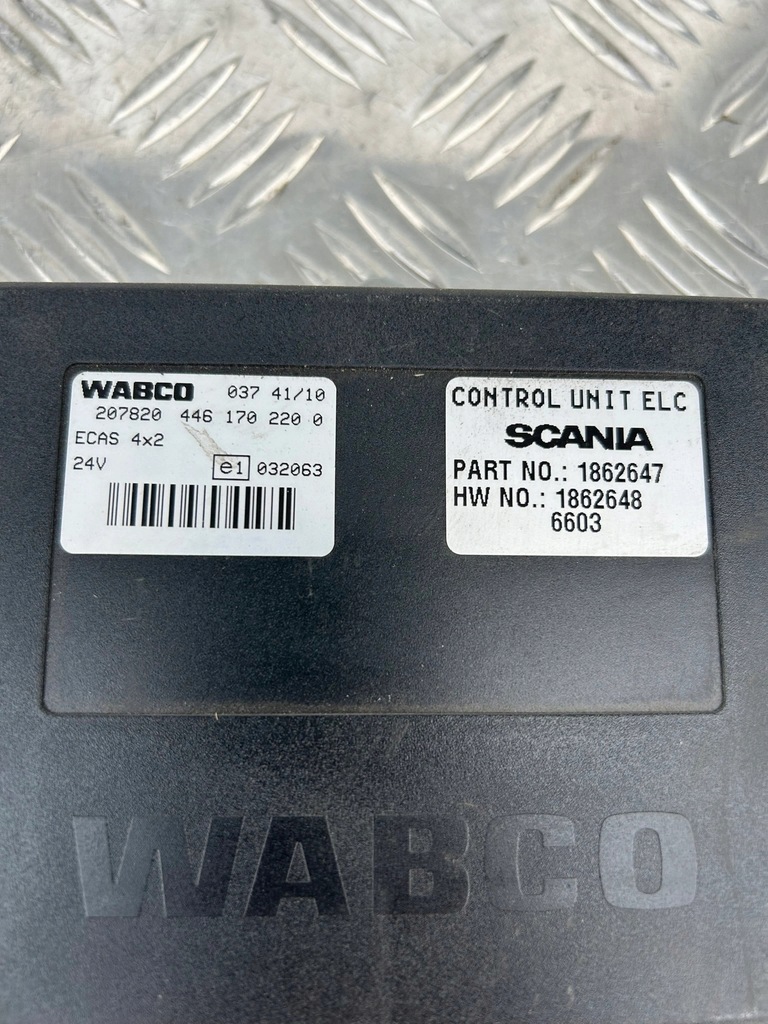 WABCO 037 41/10
207820 446 170 220 0
ECAS 4x2
24V e1 032063
CONTROL UNIT ELC
SCANIA
PART NO.: 1862647
HW NO.: 1862648
6603
WABCO